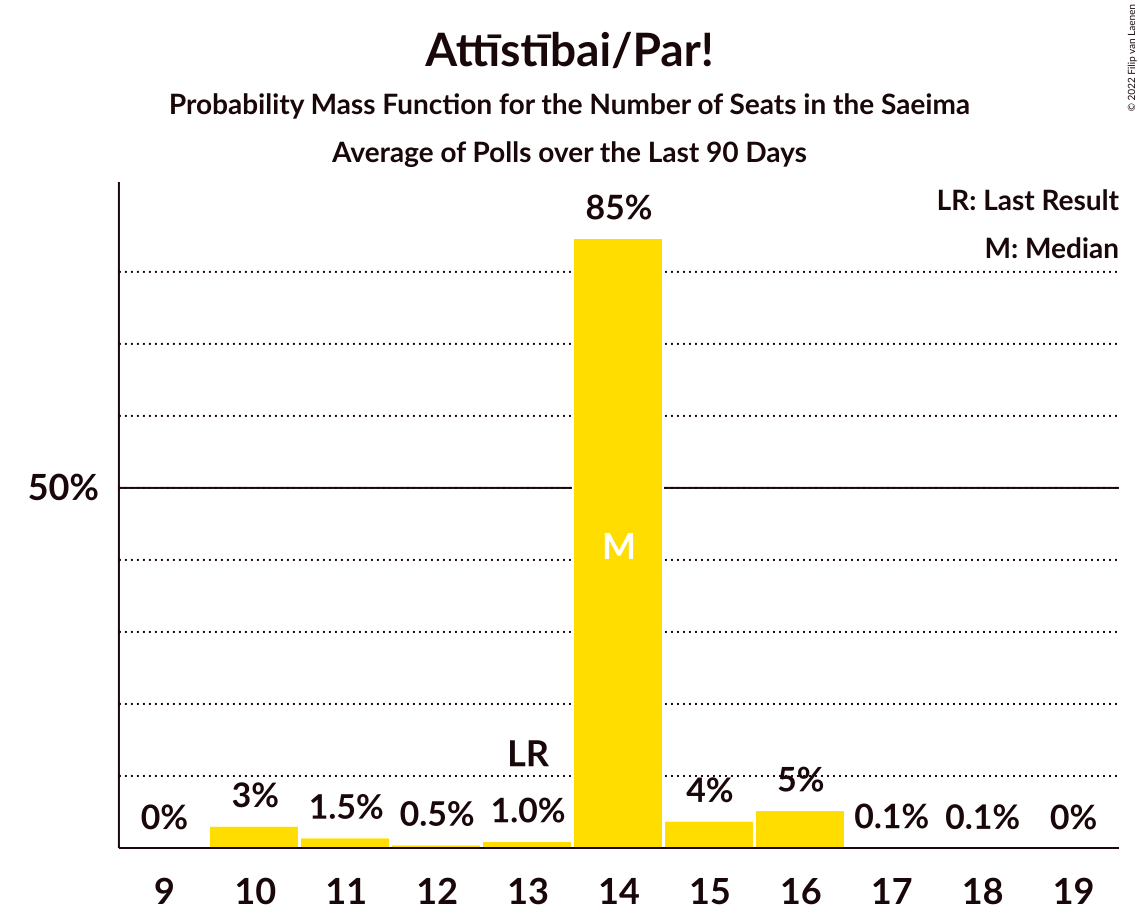 Attīstībai/Par!
Probability Mass Function for the Number of Seats in the Saeima
Average of Polls over the Last 90 Days
© 2022 Filip van Laenen
LR: Last Result
M: Median
85%
50%
M
LR
0%
3%
1.5%
0.5%
1.0%
4%
5%
0.1%
0.1%
0%
9 10 11 12 13 14 15 16 17 18 19